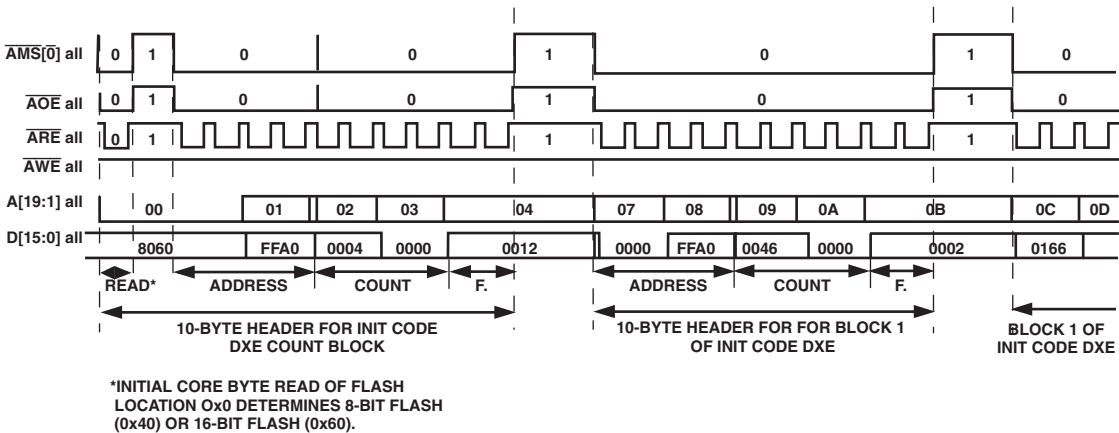 AMS[0] all 0 1 0 0 1 0 1 0
AOE all 0 1 0 0 1 0 1 0
ARE all 0 1 1 1
AWE all
A[19:1] all 00 01 02 03 04 07 08 09 0A 0B 0C 0D
D[15:0] all 8060 FFA0 0004 0000 0012 0000 FFA0 0046 0000 0002 0166
READ* ADDRESS COUNT F. ADDRESS COUNT F.
10-BYTE HEADER FOR INIT CODE
DXE COUNT BLOCK
10-BYTE HEADER FOR FOR BLOCK 1
OF INIT CODE DXE
BLOCK 1 OF
INIT CODE DXE
*INITIAL CORE BYTE READ OF FLASH
LOCATION Ox0 DETERMINES 8-BIT FLASH
(0x40) OR 16-BIT FLASH (0x60).